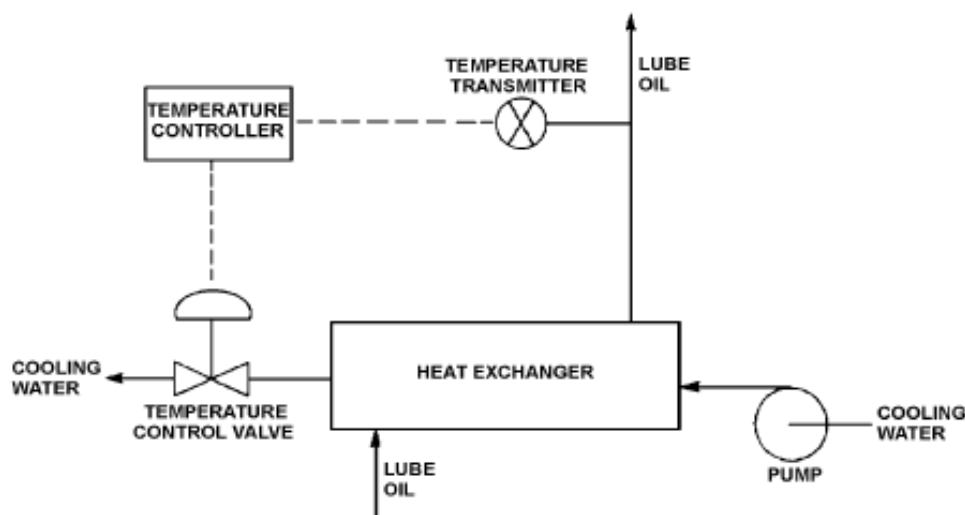 TEMPERATURE
TRANSMITTER
LUBE
OIL
TEMPERATURE
CONTROLLER
HEAT EXCHANGER
COOLING
WATER
TEMPERATURE
CONTROL VALVE
COOLING
WATER
PUMP
LUBE
OIL